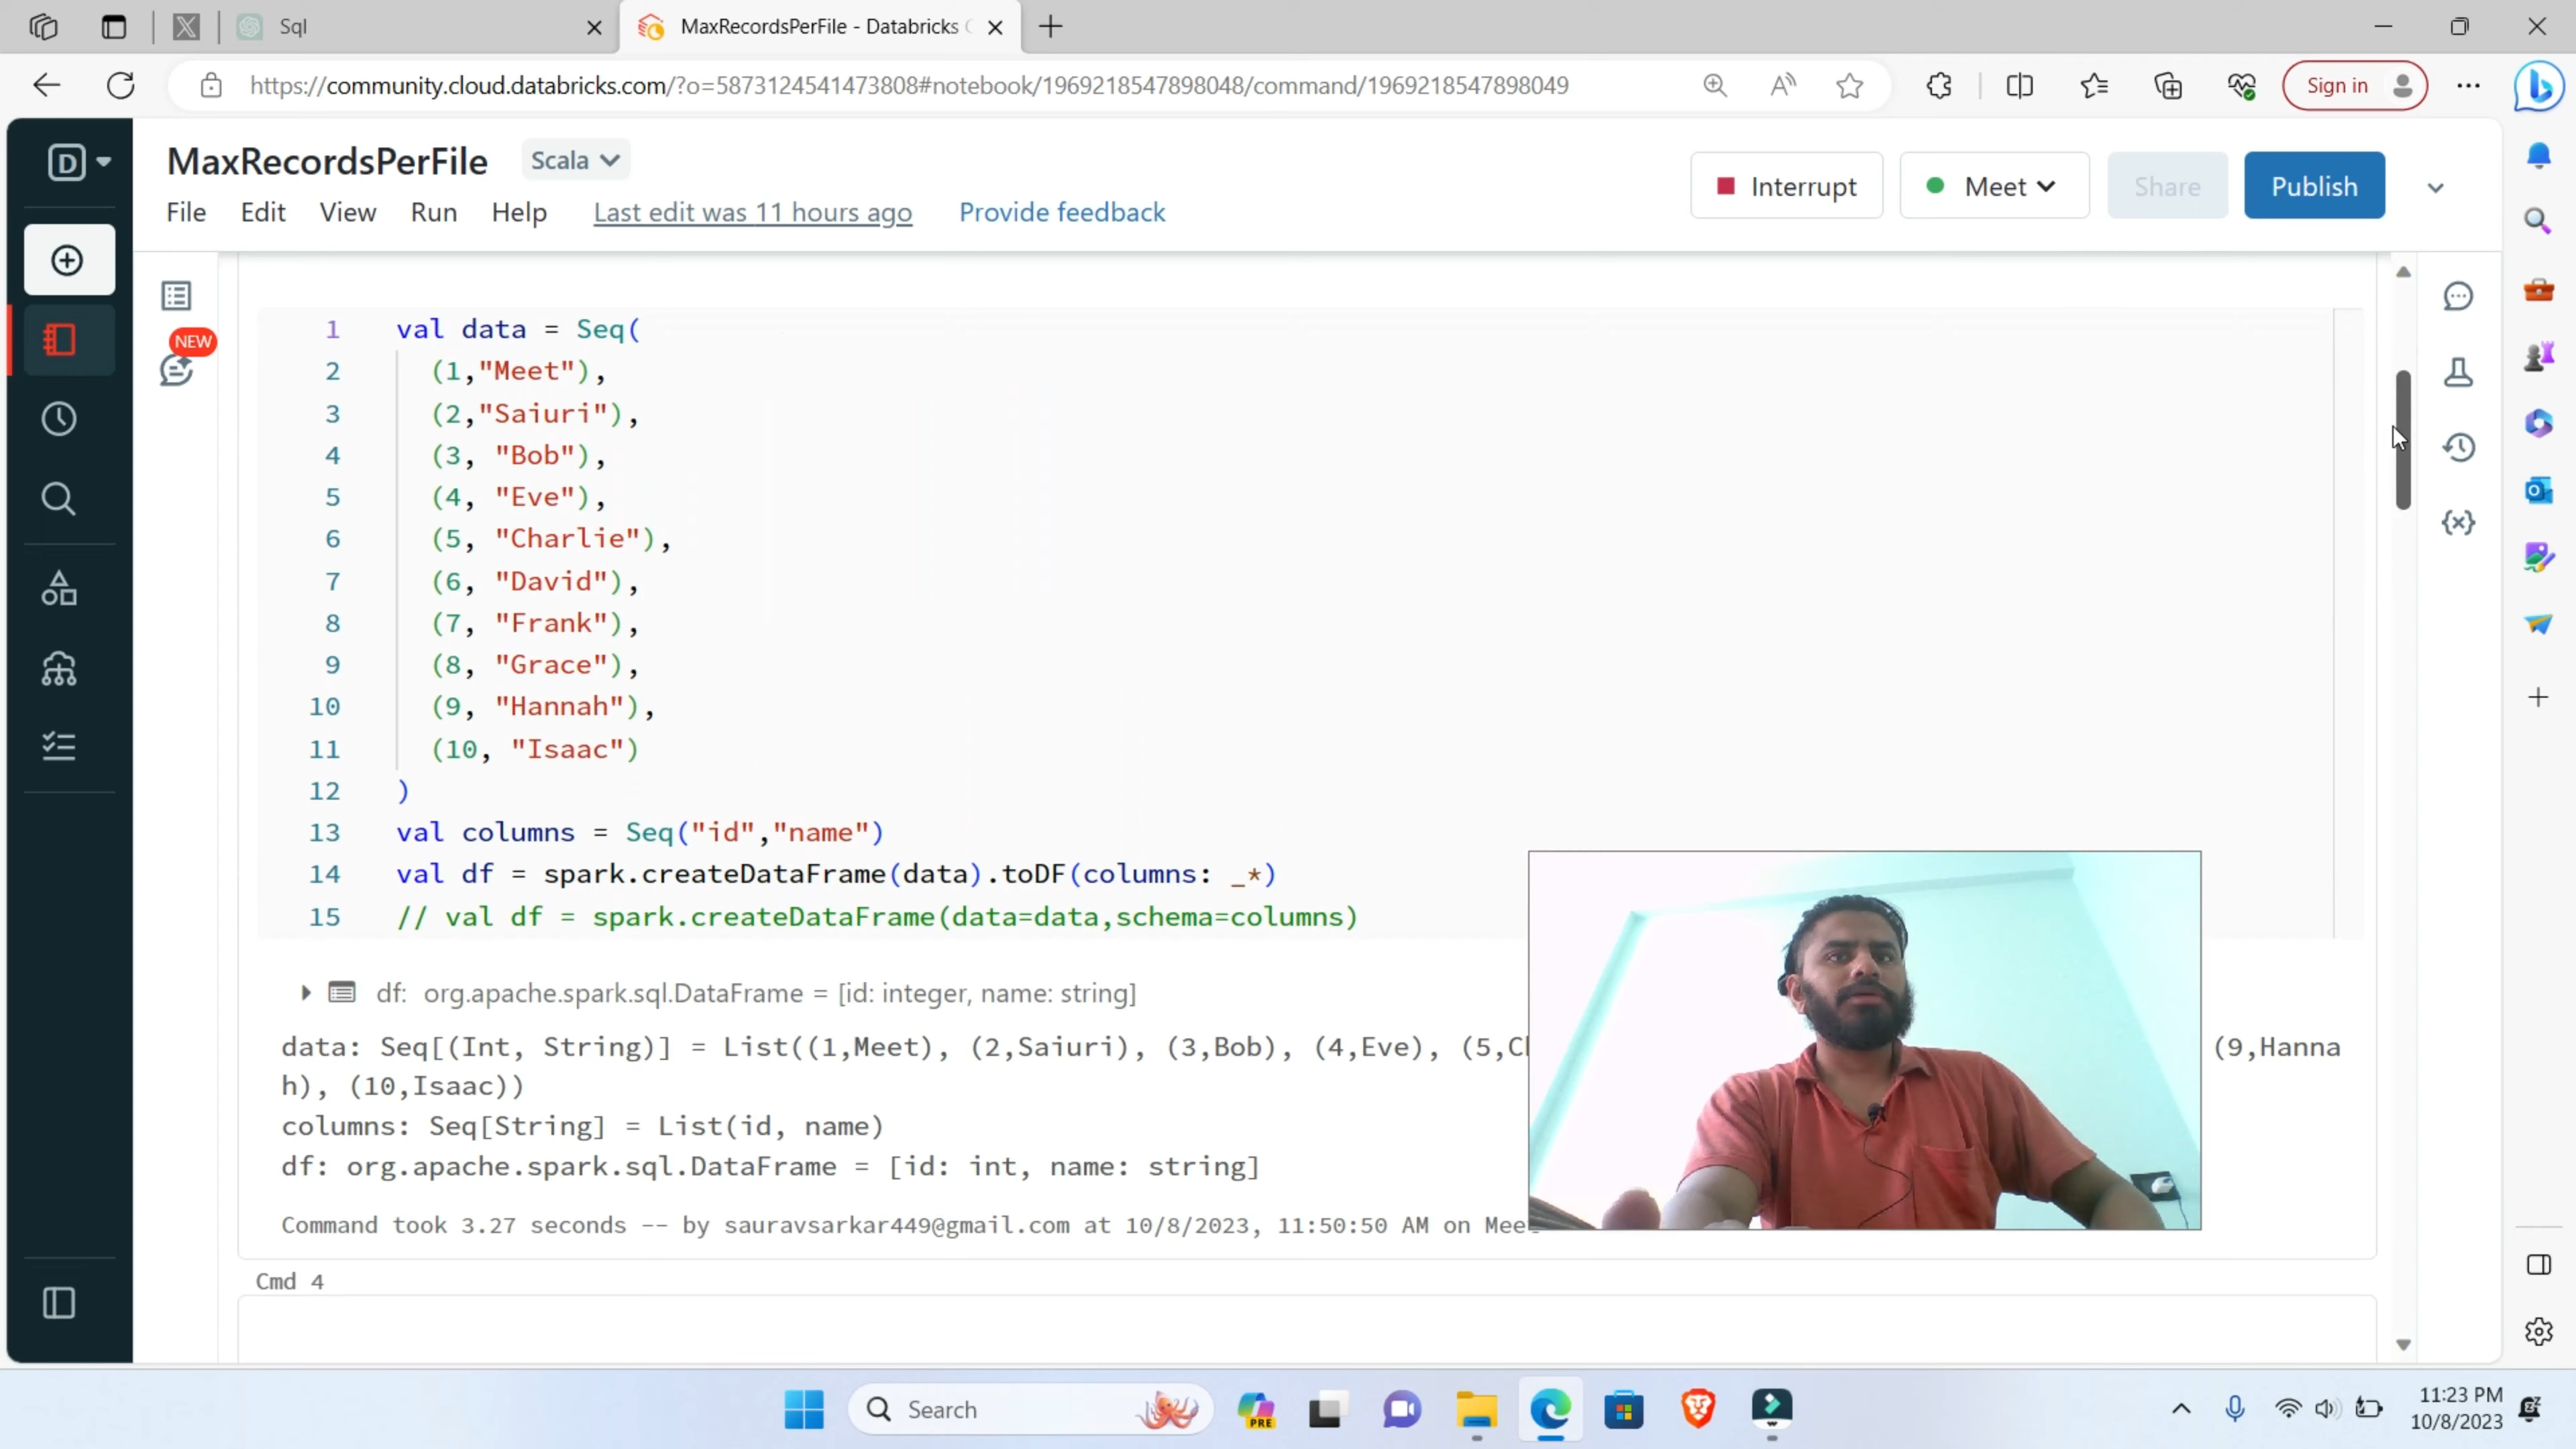 Sql
MaxRecordsPerFile - Databricks C
https://community.cloud.databricks.com/?o=5873124541473808#notebook/1969218547898048/command/1969218547898049
Sign in
MaxRecordsPerFile
Scala
Interrupt
Meet
Share
Publish
File Edit View Run Help Last edit was 11 hours ago Provide feedback
NEW
1 val data = Seq(
2 (1,"Meet"),
3 (2,"Saiuri"),
4 (3, "Bob"),
5 (4, "Eve"),
6 (5, "Charlie"),
7 (6, "David"),
8 (7, "Frank"),
9 (8, "Grace"),
10 (9, "Hannah"),
11 (10, "Isaac")
12 )
13 val columns = Seq("id","name")
14 val df = spark.createDataFrame(data).toDF(columns: _*)
15 // val df = spark.createDataFrame(data=data,schema=columns)
df: org.apache.spark.sql.DataFrame = [id: integer, name: string]
data: Seq[(Int, String)] = List((1,Meet), (2,Saiuri), (3,Bob), (4,Eve), (9,Hanna
h), (10,Isaac))
columns: Seq[String] = List(id, name)
df: org.apache.spark.sql.DataFrame = [id: int, name: string]
Command took 3.27 seconds -- by sauravsarkar449@gmail.com at 10/8/2023, 11:50:50 AM on Meet
Cmd 4
Search
PRE
11:23 PM
10/8/2023